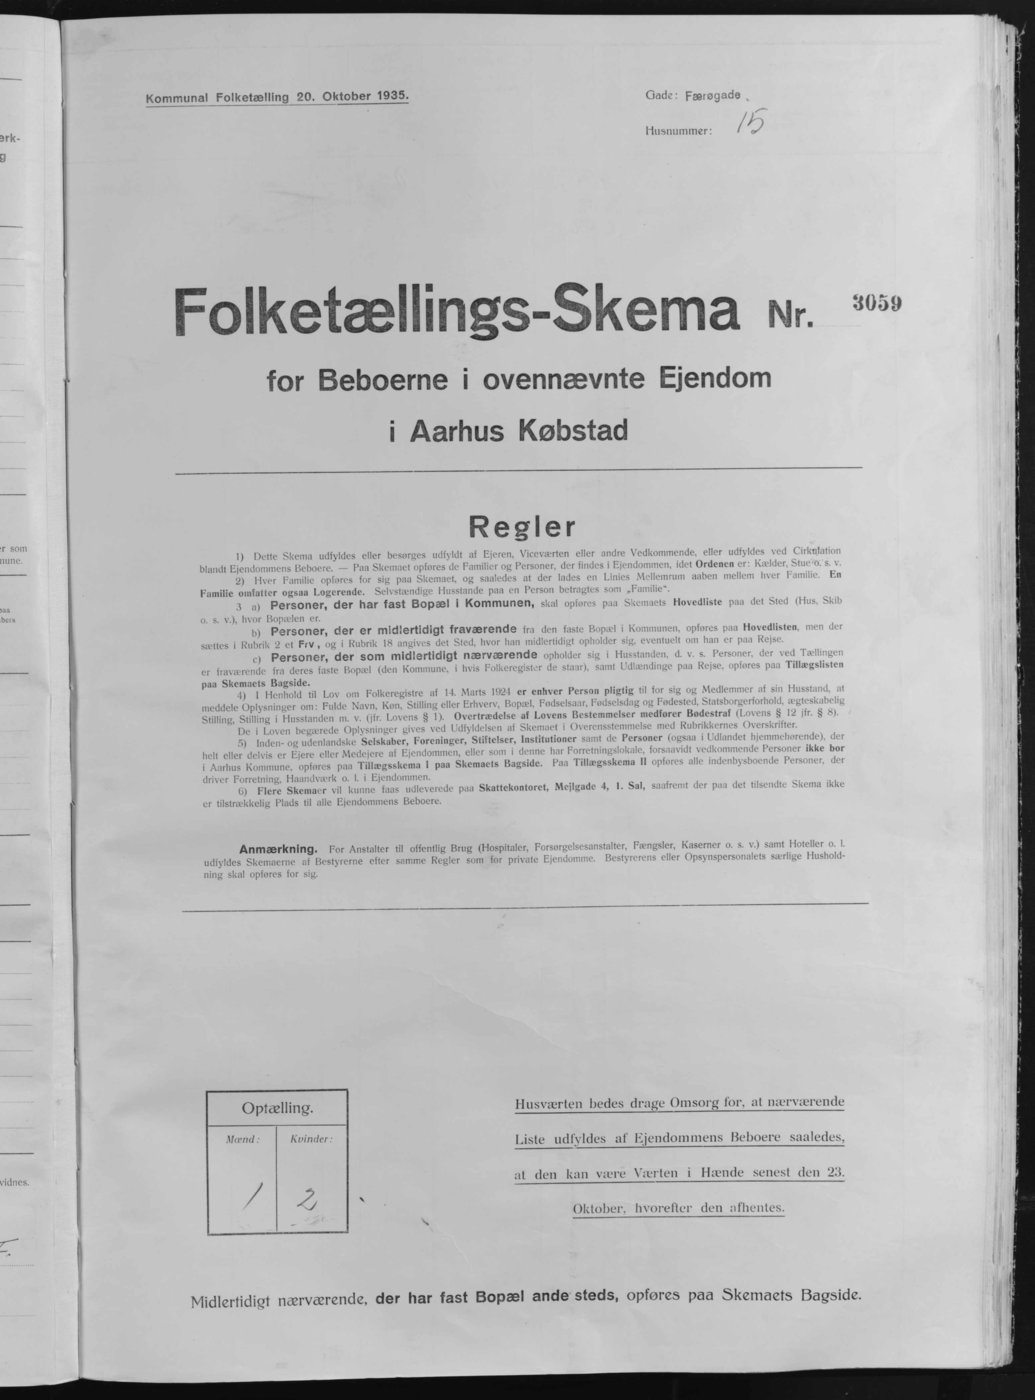 Kommunal Folketælling 20. Oktober 1935.
Gade: Færøgade.
Husnummer: 15
Folketællings-Skema Nr. 3059
for Beboerne i ovennævnte Ejendom
i Aarhus Købstad
Regler
1) Dette Skema udfyldes eller besørges udfyldt af Ejeren, Viceværten eller andre Vedkommende, eller udfyldes ved Cirkulation
blandt Ejendommens Beboere. — Paa Skemaet opføres de Familier og Personer, der findes i Ejendommen, idet Ordenen er: Kælder, Stue o. s. v.
2) Hver Familie opføres for sig paa Skemaet, og saaledes at der lades en Linies Mellemrum aaben mellem hver Familie. En
Familie omfatter ogsaa Logerende. Selvstændige Husstande paa en Person betragtes som „Familie“.
3 a) Personer, der har fast Bopæl i Kommunen, skal opføres paa Skemaets Hovedliste paa det Sted (Hus, Skib
o. s. v.), hvor Bopælen er.
b) Personer, der er midlertidigt fraværende fra den faste Bopæl i Kommunen, opføres paa Hovedlisten, men der
sættes i Rubrik 2 et Frv, og i Rubrik 18 angives det Sted, hvor han midlertidigt opholder sig, eventuelt om han er paa Rejse.
c) Personer, der som midlertidigt nærværende opholder sig i Husstanden, d. v. s. Personer, der ved Tællingen
er fraværende fra deres faste Bopæl (den Kommune, i hvis Folkeregister de staar), samt Udlændinge paa Rejse, opføres paa Tillægslisten
paa Skemaets Bagside.
4) I Henhold til Lov om Folkeregistre af 14. Marts 1924 er enhver Person pligtig til for sig og Medlemmer af sin Husstand, at
meddele Oplysninger om: Fulde Navn, Køn, Stilling eller Erhverv, Bopæl, Fødselsaar, Fødselsdag og Fødested, Statsborgerforhold, ægteskabelig
Stilling, Stilling i Husstanden m. v. (jfr. Lovens § 1). Overtrædelse af Lovens Bestemmelser medfører Bødestraf (Lovens § 12 jfr. § 8).
De i Loven begærede Oplysninger gives ved Udfyldelsen af Skemaet i Overensstemmelse med Rubrikkernes Overskrifter.
5) Inden- og udenlandske Selskaber, Foreninger, Stiftelser, Institutioner samt de Personer (ogsaa i Udlandet hjemmehørende), der
helt eller delvis er Ejere eller Medejere af Ejendommen, eller som i denne har Forretningslokale, forsaavidt vedkommende Personer ikke bor
i Aarhus Kommune, opføres paa Tillægsskema I paa Skemaets Bagside. Paa Tillægsskema II opføres alle indenbysboende Personer, der
driver Forretning, Haandværk o. l. i Ejendommen.
6) Flere Skemaer vil kunne faas udleverede paa Skattekontoret, Mejlgade 4, 1. Sal, saafremt der paa det tilsendte Skema ikke
er tilstrækkelig Plads til alle Ejendommens Beboere.
Anmærkning. For Anstalter til offentlig Brug (Hospitaler, Forsorgelsesanstalter, Fængsler, Kaserner o. s. v.) samt Hoteller o. l.
udfyldes Skemaerne af Bestyrerne efter samme Regler som for private Ejendomme. Bestyrerens eller Opsynspersonalets særlige Hushold-
ning skal opføres for sig.
Optælling.
Mænd: Kvinder:
1 2
Husværten bedes drage Omsorg for, at nærværende
Liste udfyldes af Ejendommens Beboere saaledes,
at den kan være Værten i Hænde senest den 23.
Oktober, hvorefter den afhentes.
Midlertidigt nærværende, der har fast Bopæl andesteds, opføres paa Skemaets Bagside.